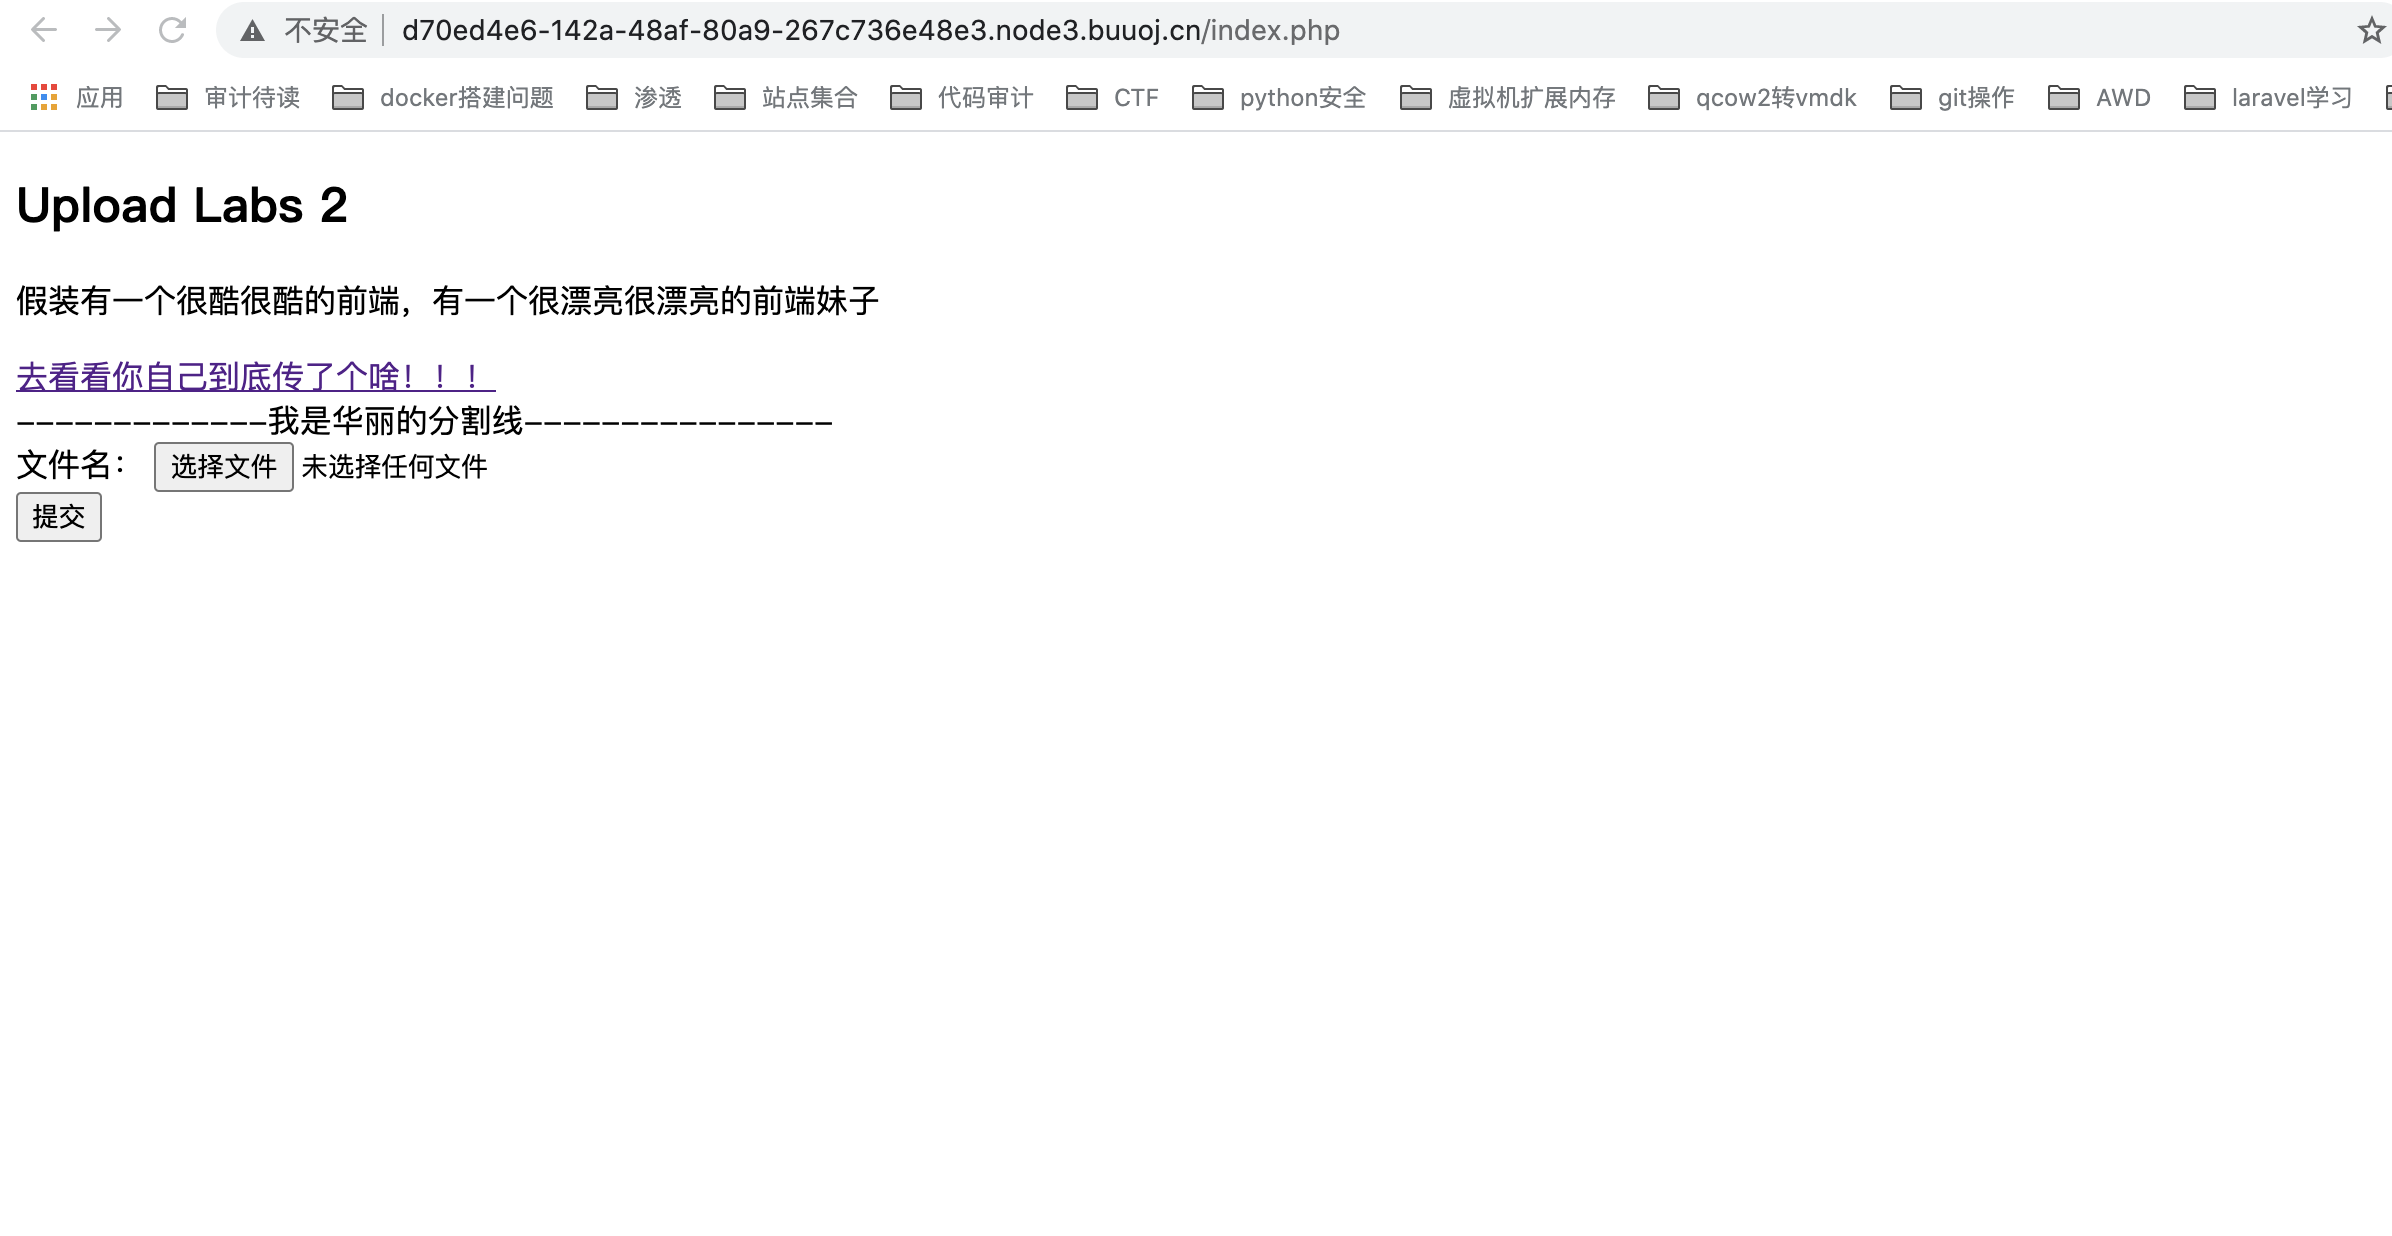 不安全 d70ed4e6-142a-48af-80a9-267c736e48e3.node3.buuoj.cn/index.php
应用 审计待读 docker搭建问题 渗透 站点集合 代码审计 CTF python安全 虚拟机扩展内存 qcow2转vmdk git操作 AWD laravel学习
Upload Labs 2
假装有一个很酷很酷的前端，有一个很漂亮很漂亮的前端妹子
去看看你自己到底传了个啥！！！
-------------我是华丽的分割线----------------
文件名： 选择文件 未选择任何文件
提交